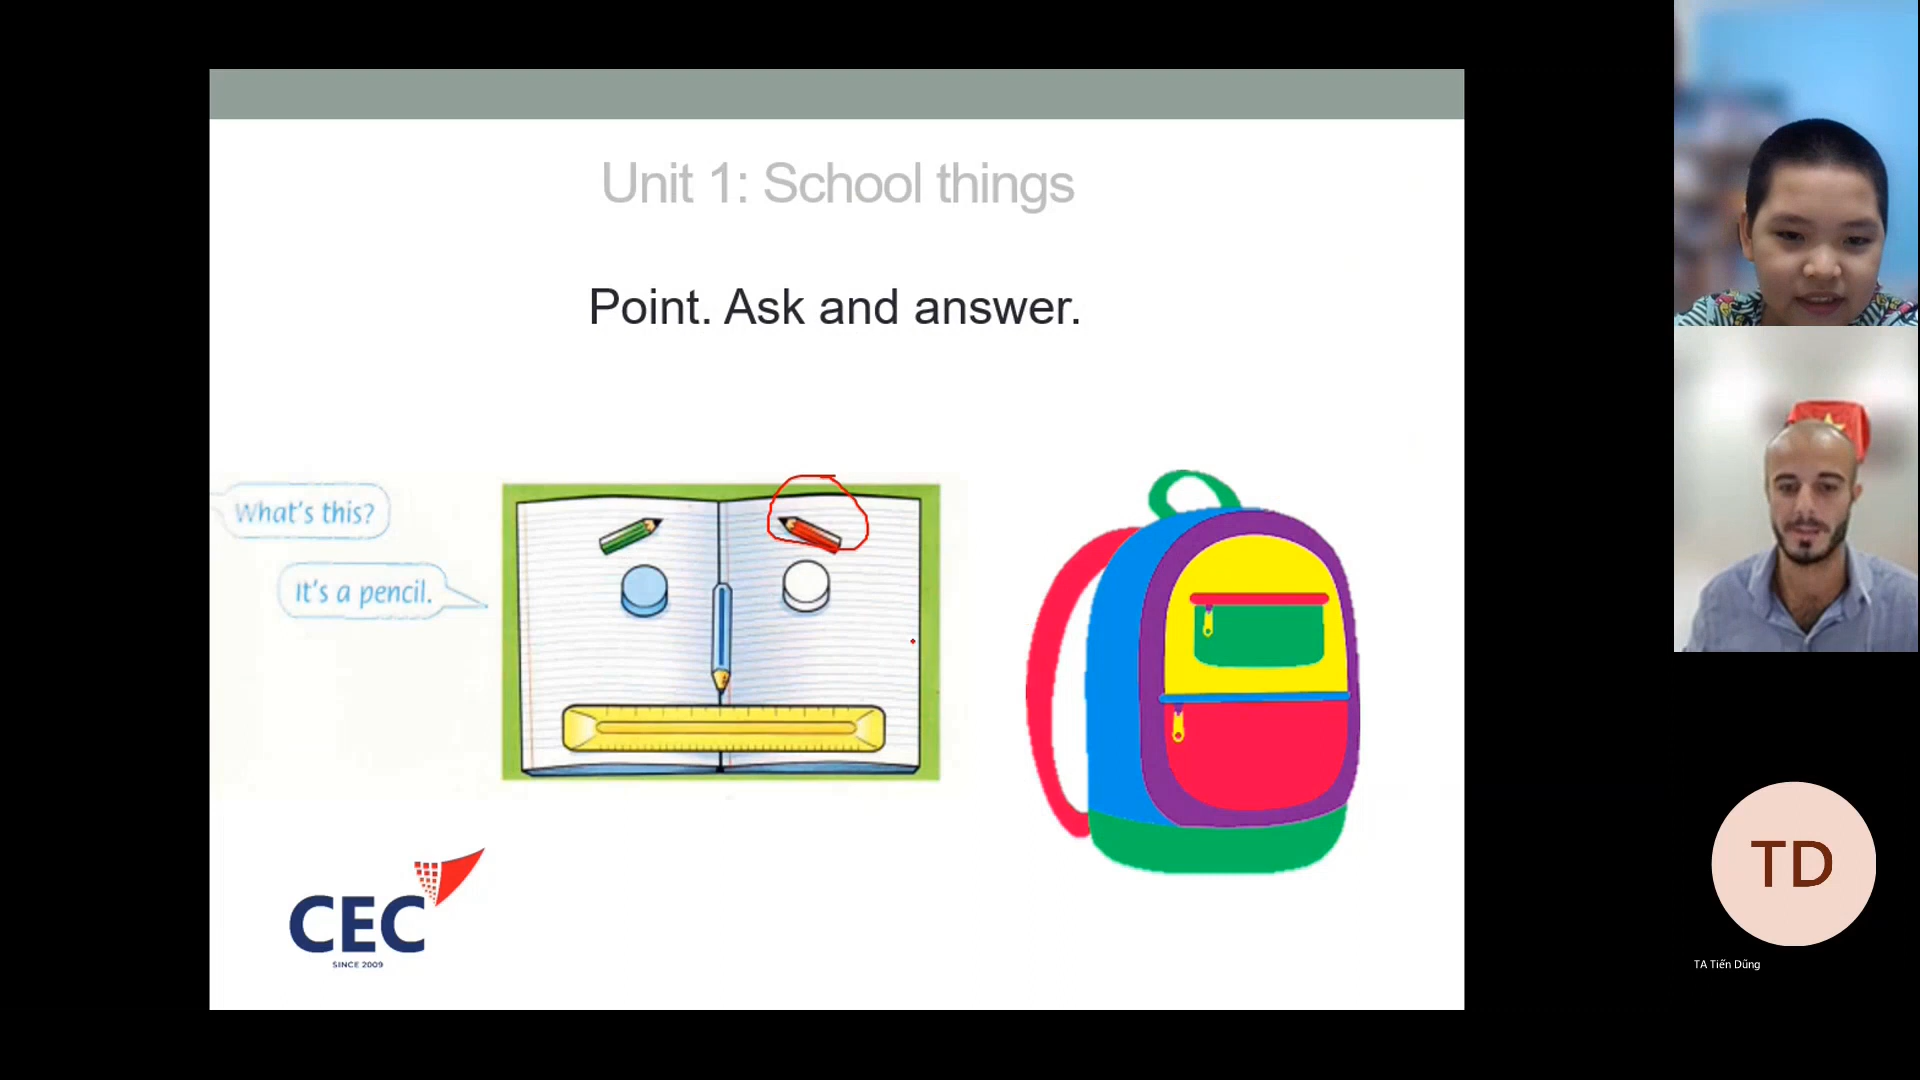 Unit 1: School things
Point. Ask and answer.
What's this?
It's a pencil.
CEC
SINCE 2009
TD
TA Tiến Dũng